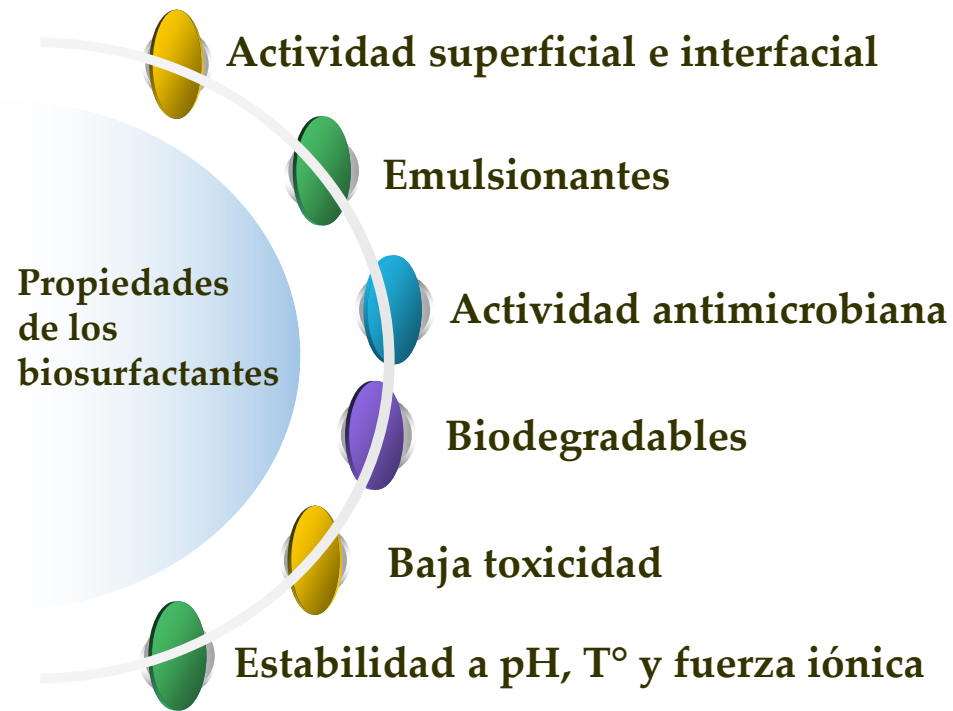 Actividad superficial e interfacial
Emulsionantes
Propiedades
de los
biosurfactantes
Actividad antimicrobiana
Biodegradables
Baja toxicidad
Estabilidad a pH, T° y fuerza iónica